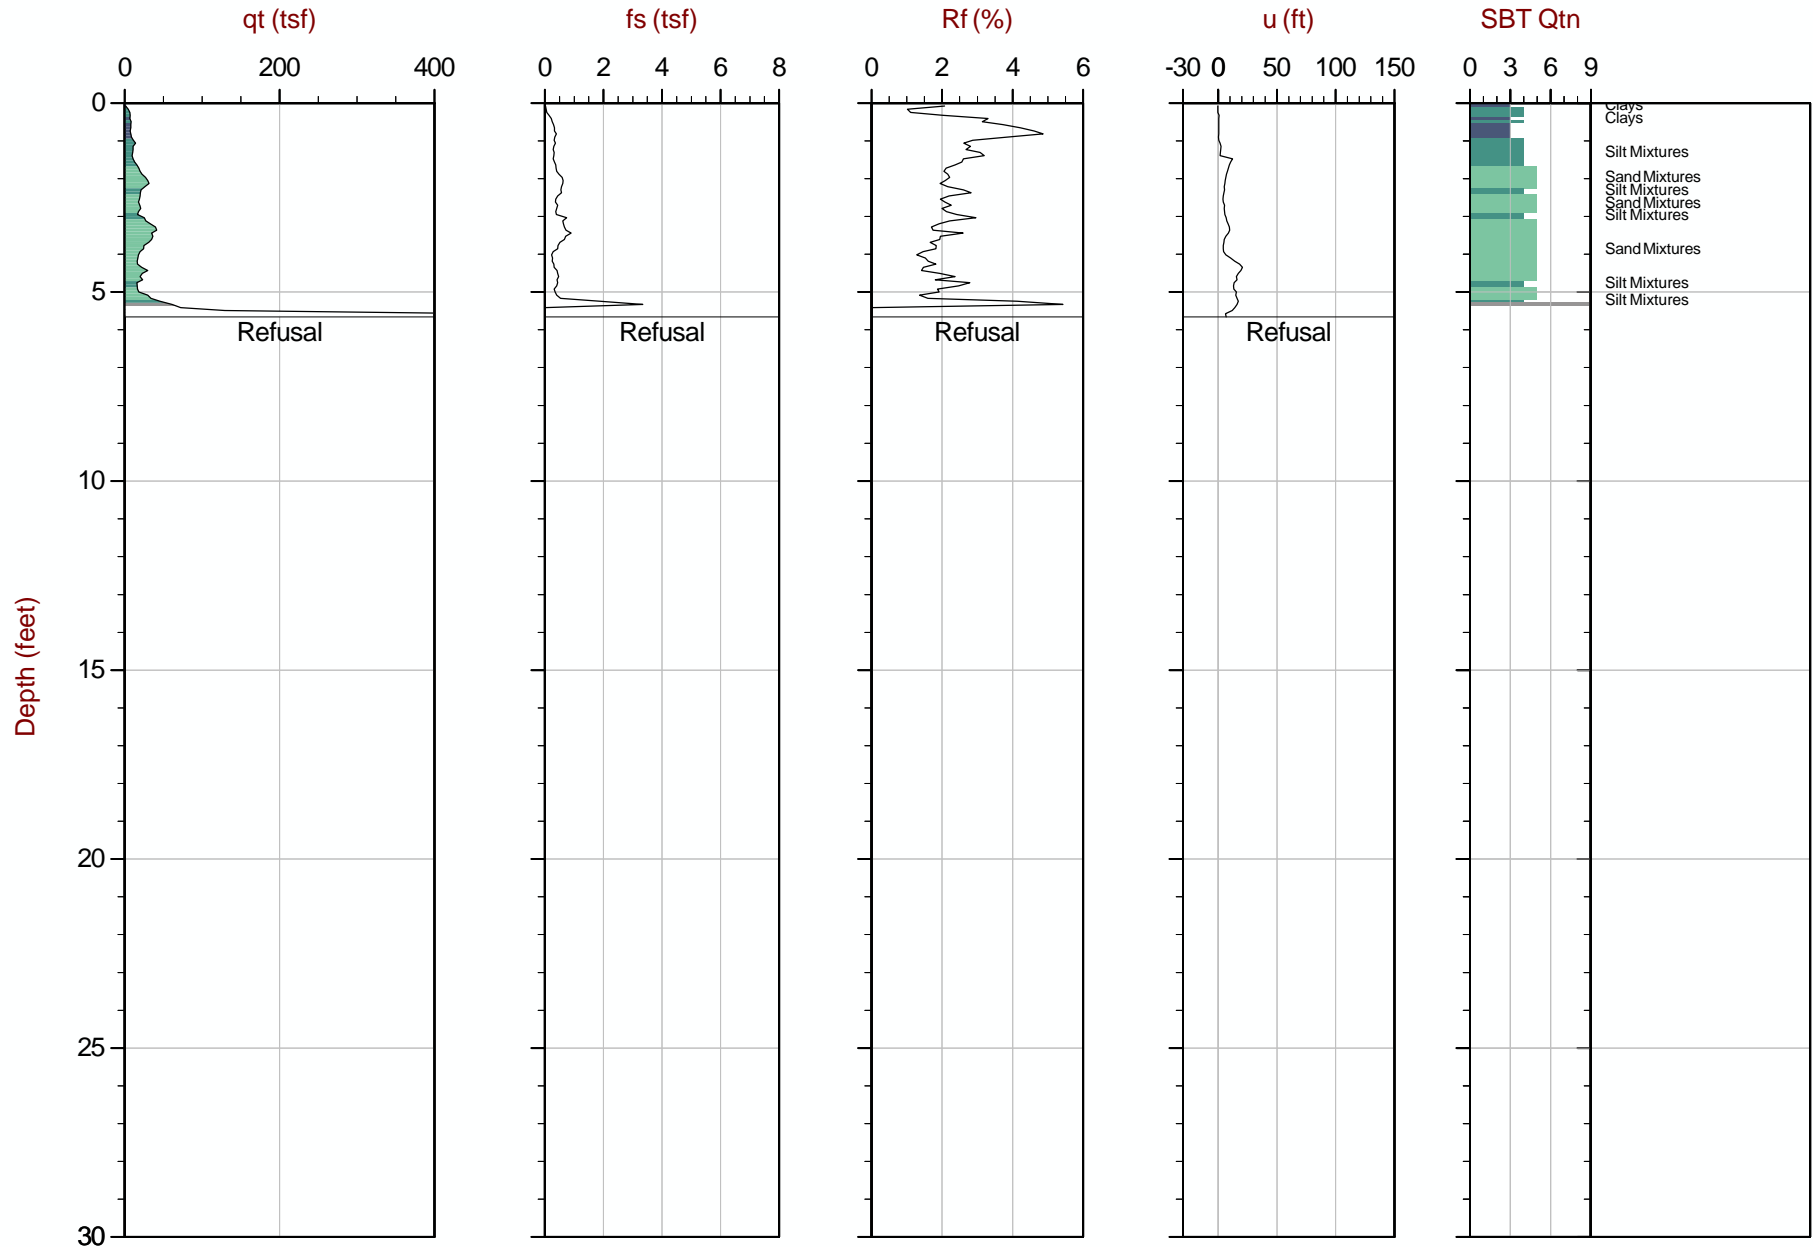 qt (tsf)
fs (tsf)
Rf (%)
u (ft)
SBT Qtn
0 200 400
0 2 4 6 8
0 2 4 6
-30 0 50 100 150
0 3 6 9
0
5
10
15
20
25
30
Depth (feet)
Refusal
Refusal
Refusal
Refusal
Clays
Clays
Silt Mixtures
Sand Mixtures
Silt Mixtures
Sand Mixtures
Silt Mixtures
Sand Mixtures
Silt Mixtures
Silt Mixtures